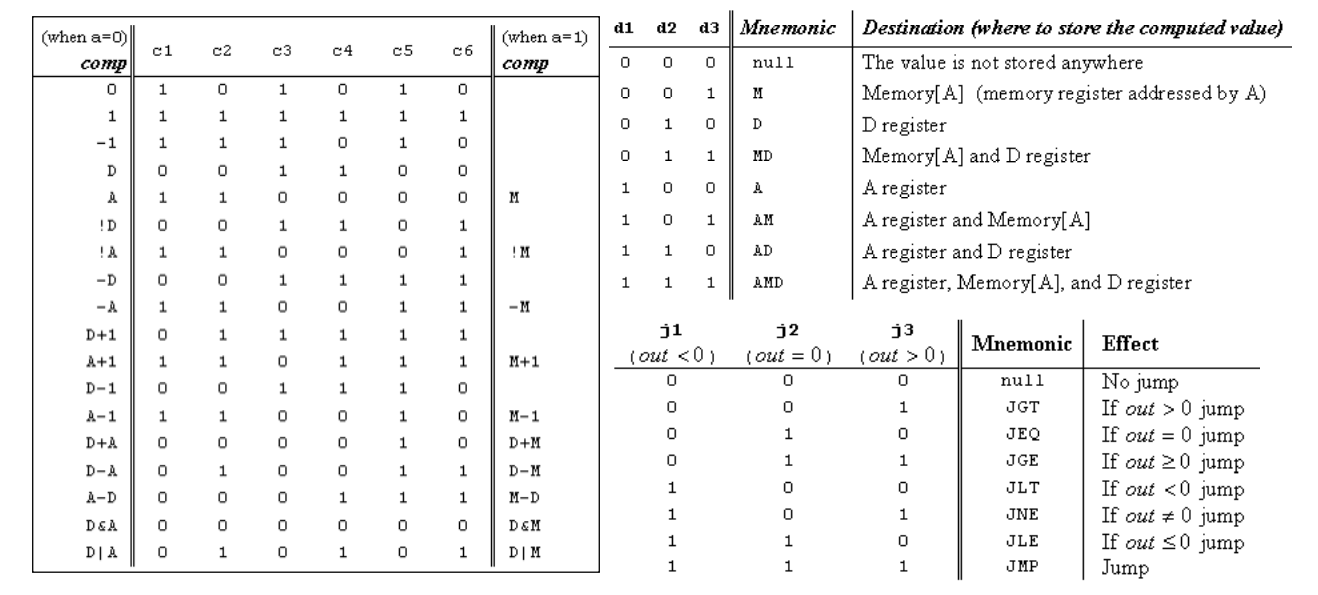 (when a=0) comp c1 c2 c3 c4 c5 c6 (when a=1) comp
0 1 0 1 0 1 0
1 1 1 1 1 1 1
-1 1 1 1 0 1 0
D 0 0 1 1 0 0
A 1 1 0 0 0 0 M
!D 0 0 1 1 0 1
!A 1 1 0 0 0 1 !M
-D 0 0 1 1 1 1
-A 1 1 0 0 1 1 -M
D+1 0 1 1 1 1 1
A+1 1 1 0 1 1 1 M+1
D-1 0 0 1 1 1 0
A-1 1 1 0 0 1 0 M-1
D+A 0 0 0 0 1 0 D+M
D-A 0 1 0 0 1 1 D-M
A-D 0 0 0 1 1 1 M-D
D&A 0 0 0 0 0 0 D&M
D|A 0 1 0 1 0 1 D|M
d1 d2 d3 Mnemonic Destination (where to store the computed value)
0 0 0 null The value is not stored anywhere
0 0 1 M Memory[A] (memory register addressed by A)
0 1 0 D D register
0 1 1 MD Memory[A] and D register
1 0 0 A A register
1 0 1 AM A register and Memory[A]
1 1 0 AD A register and D register
1 1 1 AMD A register, Memory[A], and D register
j1 j2 j3 Mnemonic Effect
(out <0) (out = 0) (out > 0)
0 0 0 null No jump
0 0 1 JGT If out > 0 jump
0 1 0 JEQ If out = 0 jump
0 1 1 JGE If out ≥ 0 jump
1 0 0 JLT If out < 0 jump
1 0 1 JNE If out ≠ 0 jump
1 1 0 JLE If out ≤ 0 jump
1 1 1 JMP Jump